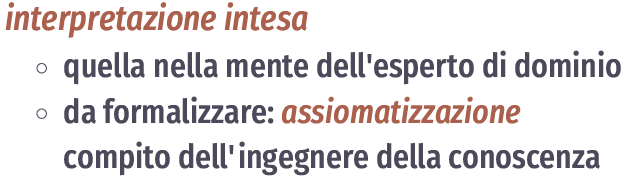 interpretazione intesa
◦ quella nella mente dell'esperto di dominio
◦ da formalizzare: assiomatizzazione
compito dell'ingegnere della conoscenza